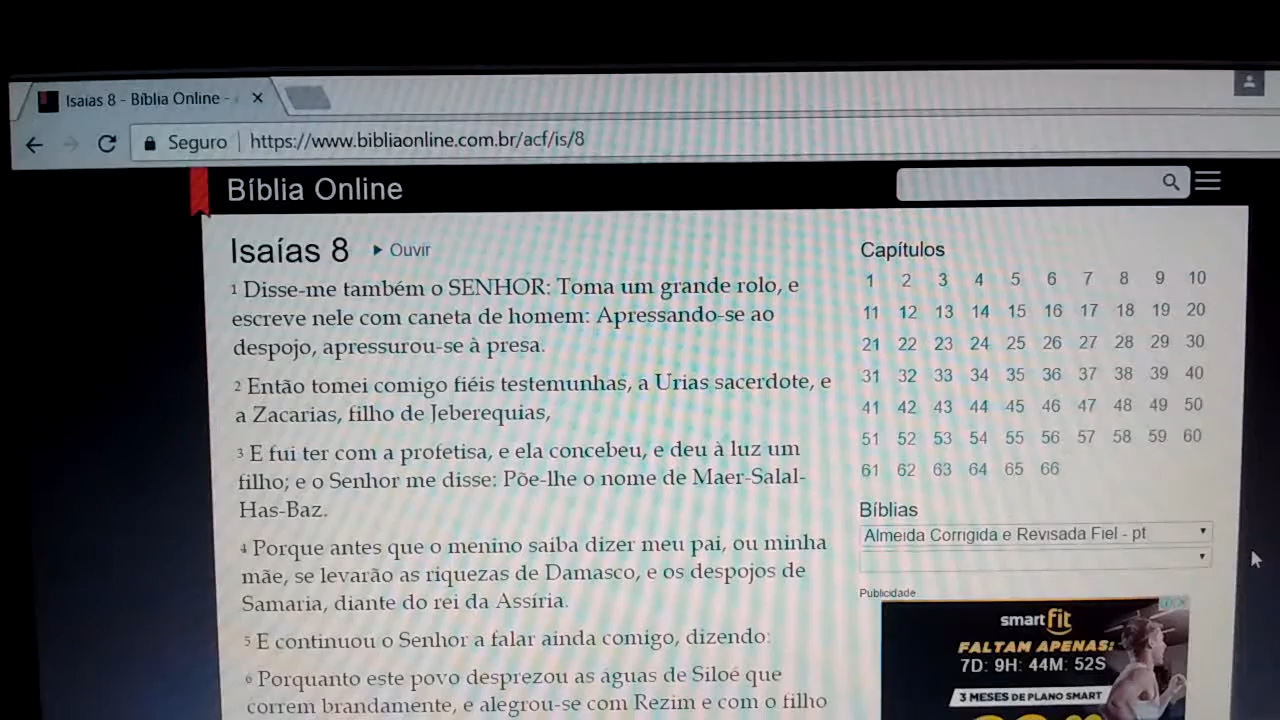 Isaías 8 - Bíblia Online -
Seguro | https://www.bibliaonline.com.br/acf/is/8
Bíblia Online
Isaías 8 Ouvir
1 Disse-me também o SENHOR: Toma um grande rolo, e
escreve nele com caneta de homem: Apressando-se ao
despojo, apressurou-se à presa.
2 Então tomei comigo fiéis testemunhas, a Urias sacerdote, e
a Zacarias, filho de Jeberequias,
3 E fui ter com a profetisa, e ela concebeu, e deu à luz um
filho; e o Senhor me disse: Põe-lhe o nome de Maer-Salal-
Has-Baz.
4 Porque antes que o menino saiba dizer meu pai, ou minha
mãe, se levarão as riquezas de Damasco, e os despojos de
Samaria, diante do rei da Assíria.
5 E continuou o Senhor a falar ainda comigo, dizendo:
6 Porquanto este povo desprezou as águas de Siloé que
correm brandamente, e alegrou-se com Rezim e com o filho
Capítulos
1 2 3 4 5 6 7 8 9 10
11 12 13 14 15 16 17 18 19 20
21 22 23 24 25 26 27 28 29 30
31 32 33 34 35 36 37 38 39 40
41 42 43 44 45 46 47 48 49 50
51 52 53 54 55 56 57 58 59 60
61 62 63 64 65 66
Bíblias
Almeida Corrigida e Revisada Fiel - pt
Publicidade
smart fit
FALTAM APENAS:
7D: 9H: 44M: 52S
3 MESES DE PLANO SMART